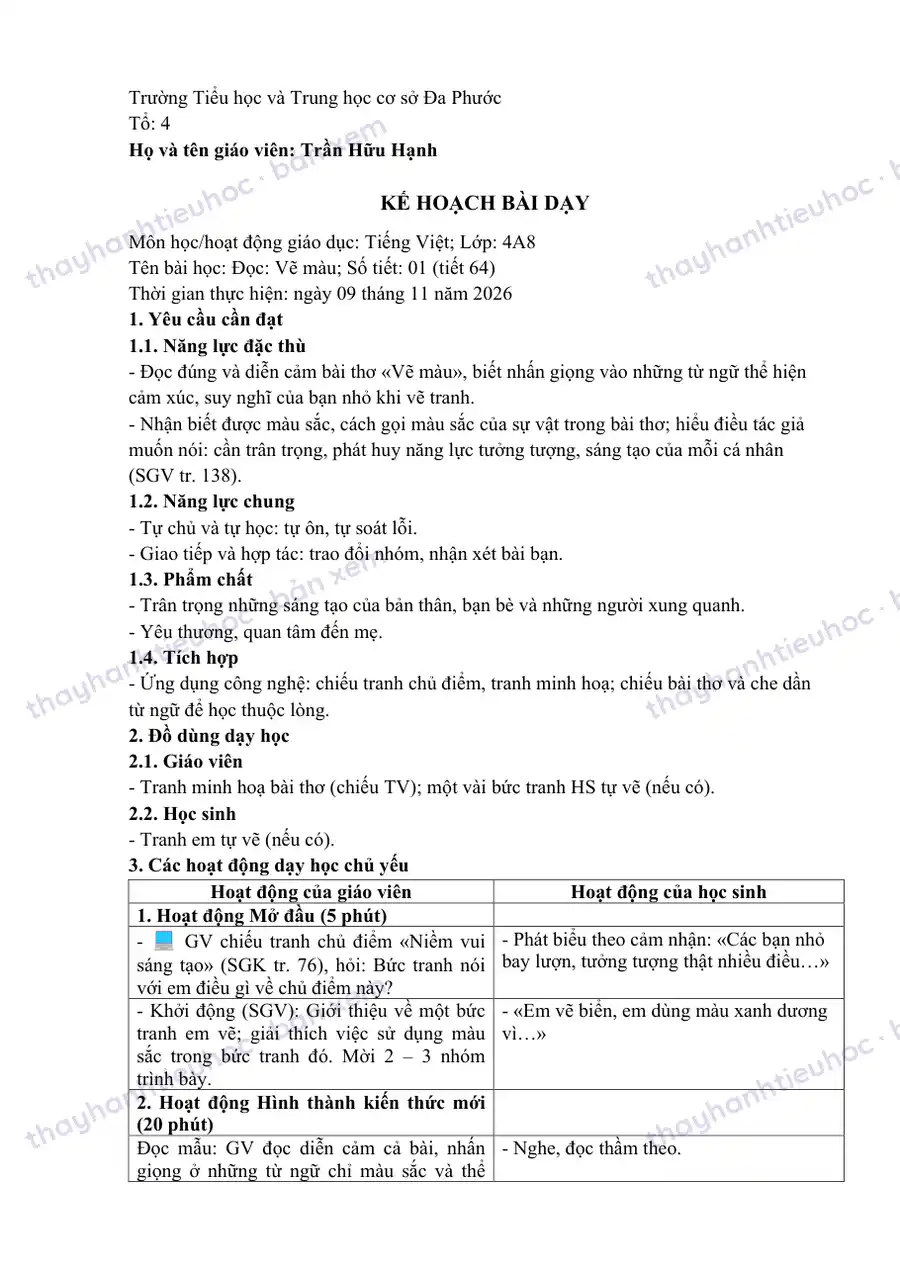 Trường Tiểu học và Trung học cơ sở Đa Phước
Tổ: 4
Họ và tên giáo viên: Trần Hữu Hạnh
KẾ HOẠCH BÀI DẠY
Môn học/hoạt động giáo dục: Tiếng Việt; Lớp: 4A8
Tên bài học: Đọc: Vẽ màu; Số tiết: 01 (tiết 64)
Thời gian thực hiện: ngày 09 tháng 11 năm 2026
1. Yêu cầu cần đạt
1.1. Năng lực đặc thù
- Đọc đúng và diễn cảm bài thơ «Vẽ màu», biết nhấn giọng vào những từ ngữ thể hiện
cảm xúc, suy nghĩ của bạn nhỏ khi vẽ tranh.
- Nhận biết được màu sắc, cách gọi màu sắc của sự vật trong bài thơ; hiểu điều tác giả
muốn nói: cần trân trọng, phát huy năng lực tưởng tượng, sáng tạo của mỗi cá nhân
(SGV tr. 138).
1.2. Năng lực chung
- Tự chủ và tự học: tự ôn, tự soát lỗi.
- Giao tiếp và hợp tác: trao đổi nhóm, nhận xét bài bạn.
1.3. Phẩm chất
- Trân trọng những sáng tạo của bản thân, bạn bè và những người xung quanh.
- Yêu thương, quan tâm đến mẹ.
1.4. Tích hợp
- Ứng dụng công nghệ: chiếu tranh chủ điểm, tranh minh hoạ; chiếu bài thơ và che dần
từ ngữ để học thuộc lòng.
2. Đồ dùng dạy học
2.1. Giáo viên
- Tranh minh hoạ bài thơ (chiếu TV); một vài bức tranh HS tự vẽ (nếu có).
2.2. Học sinh
- Tranh em tự vẽ (nếu có).
3. Các hoạt động dạy học chủ yếu
Hoạt động của giáo viên
Hoạt động của học sinh
1. Hoạt động Mở đầu (5 phút)
- GV chiếu tranh chủ điểm «Niềm vui
sáng tạo» (SGK tr. 76), hỏi: Bức tranh nói
với em điều gì về chủ điểm này?
- Phát biểu theo cảm nhận: «Các bạn nhỏ
bay lượn, tưởng tượng thật nhiều điều…»
- Khởi động (SGV): Giới thiệu về một bức
tranh em vẽ; giải thích việc sử dụng màu
sắc trong bức tranh đó. Mời 2 – 3 nhóm
trình bày.
- «Em vẽ biển, em dùng màu xanh dương
vì…»
2. Hoạt động Hình thành kiến thức mới
(20 phút)
Đọc mẫu: GV đọc diễn cảm cả bài, nhấn
giọng ở những từ ngữ chỉ màu sắc và thể
- Nghe, đọc thầm theo.
thayhanhtieuhoc · bản xem
thayhanhtieuhoc · b
thayhanhtieuhoc · bản xem
thayhanhtieuhoc · b
thayhanhtieuhoc · bản xem
thayhanhtieuhoc · b